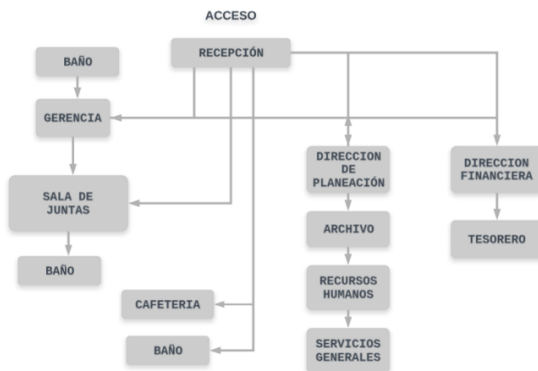 ACCESO
RECEPCIÓN
BAÑO
GERENCIA
SALA DE
JUNTAS
BAÑO
CAFETERIA
BAÑO
DIRECCION
DE
PLANEACIÓN
ARCHIVO
RECURSOS
HUMANOS
SERVICIOS
GENERALES
DIRECCION
FINANCIERA
TESORERO